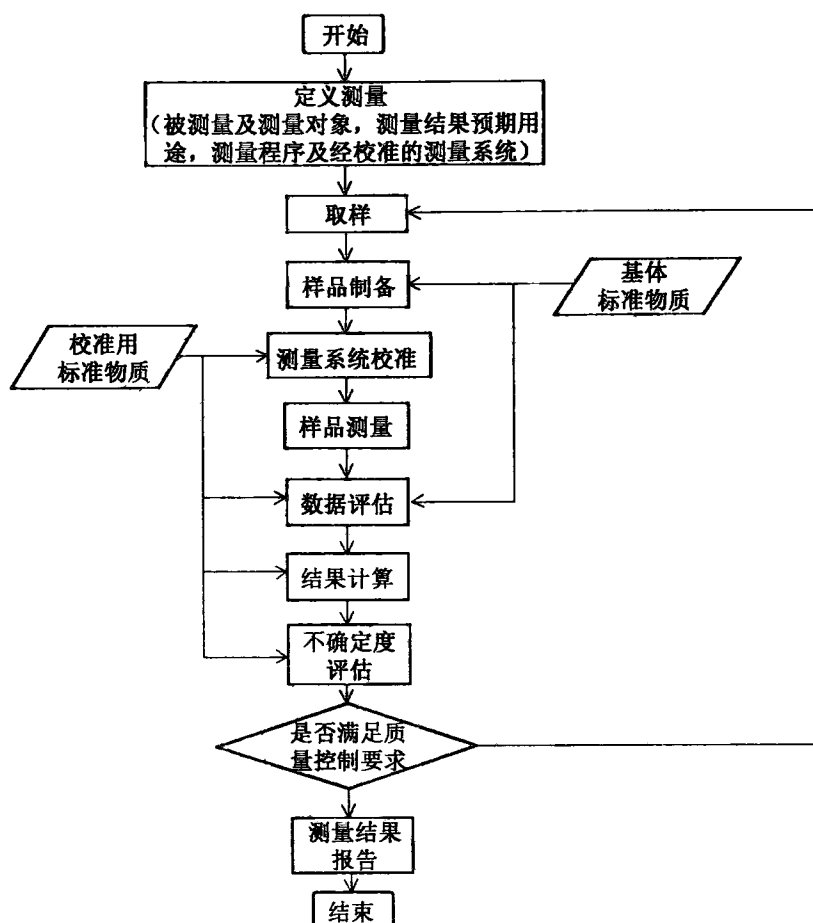 开始
定义测量
（被测量及测量对象，测量结果预期用
途，测量程序及经校准的测量系统）
取样
样品制备
基体
标准物质
校准用
标准物质
测量系统校准
样品测量
数据评估
结果计算
不确定度
评估
是否满足质
量控制要求
测量结果
报告
结束